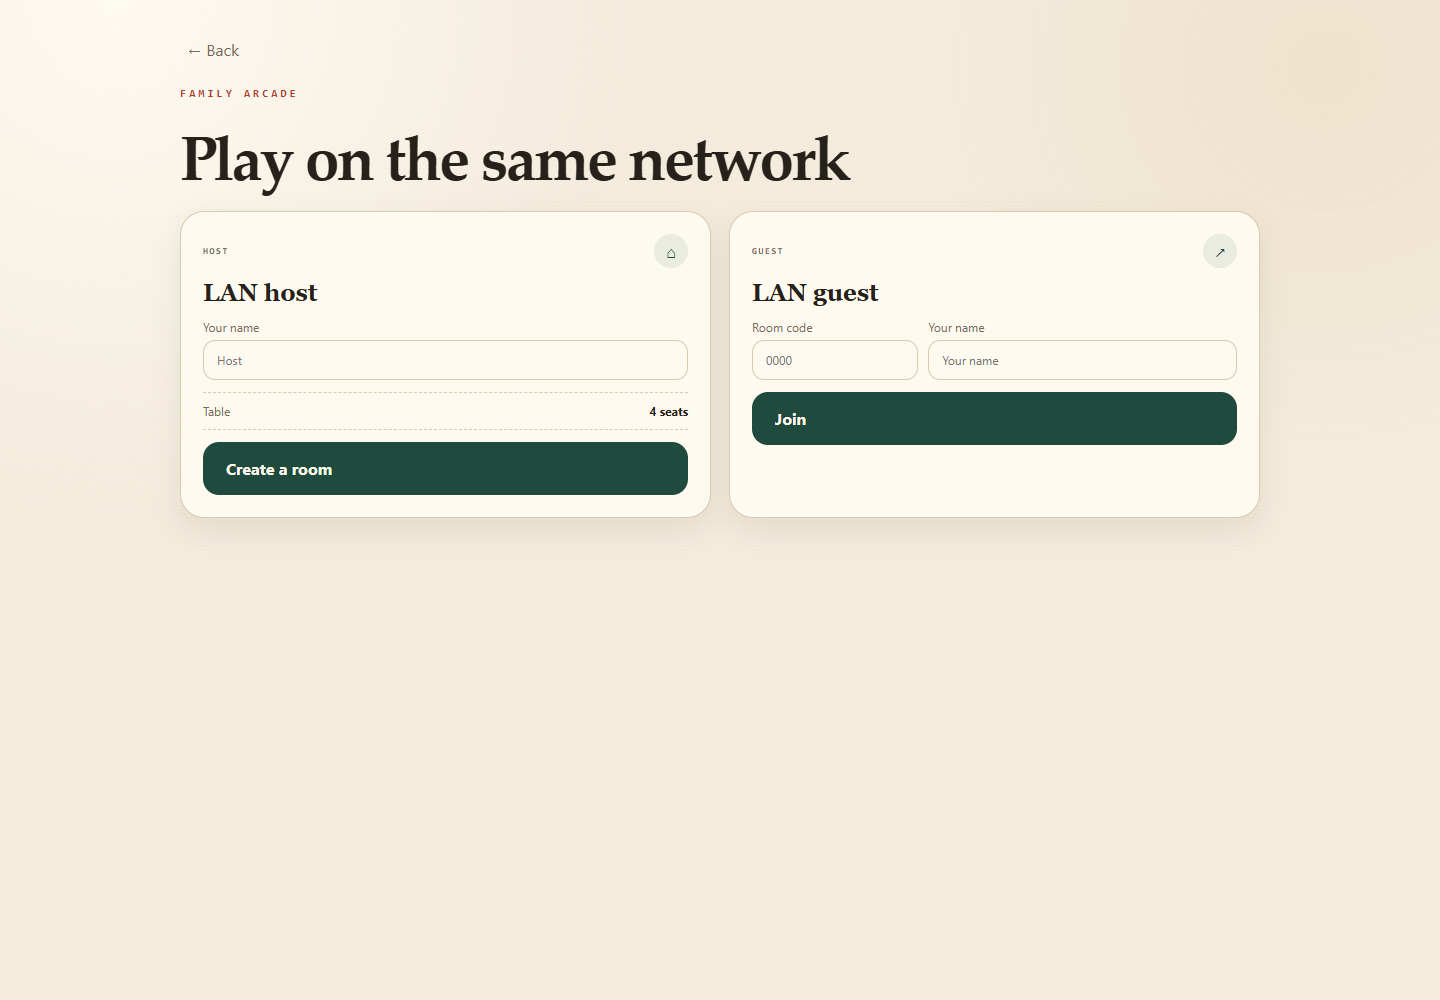 ← Back
FAMILY ARCADE
Play on the same network
HOST
LAN host
Your name
Host
Table 4 seats
Create a room
GUEST
LAN guest
Room code Your name
0000 Your name
Join